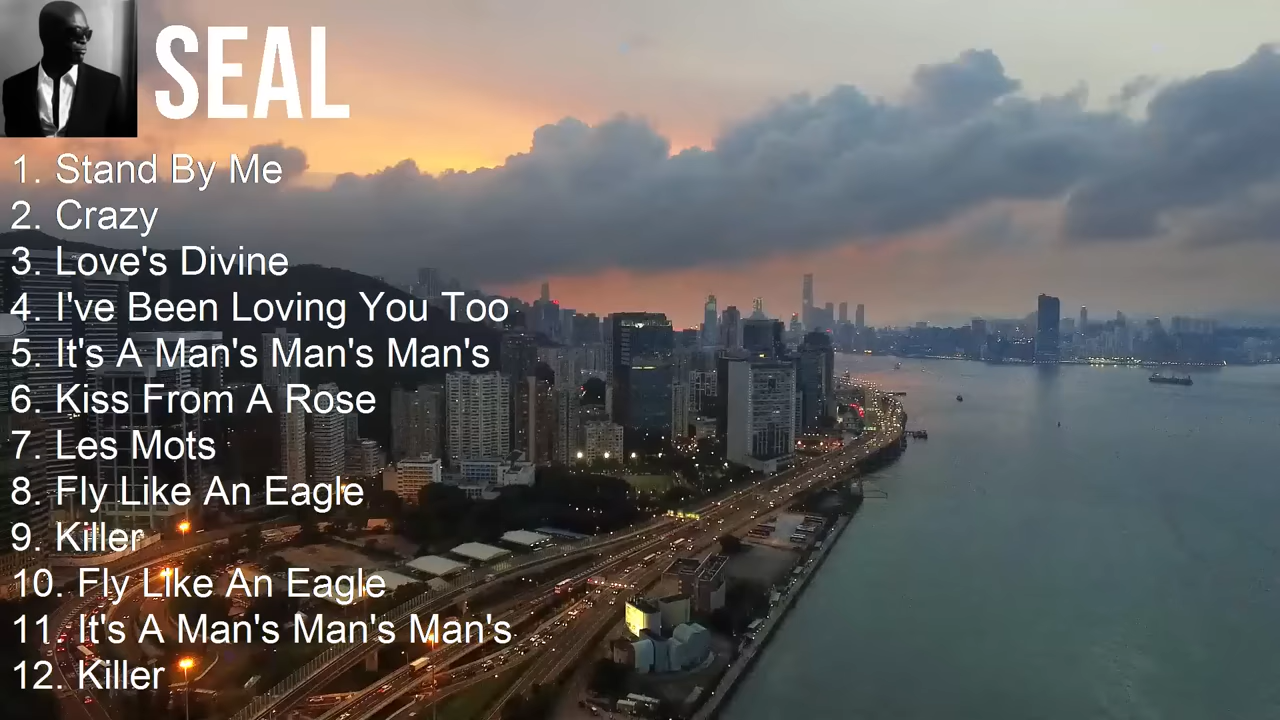 SEAL
1. Stand By Me
2. Crazy
3. Love's Divine
4. I've Been Loving You Too
5. It's A Man's Man's Man's
6. Kiss From A Rose
7. Les Mots
8. Fly Like An Eagle
9. Killer
10. Fly Like An Eagle
11. It's A Man's Man's Man's
12. Killer